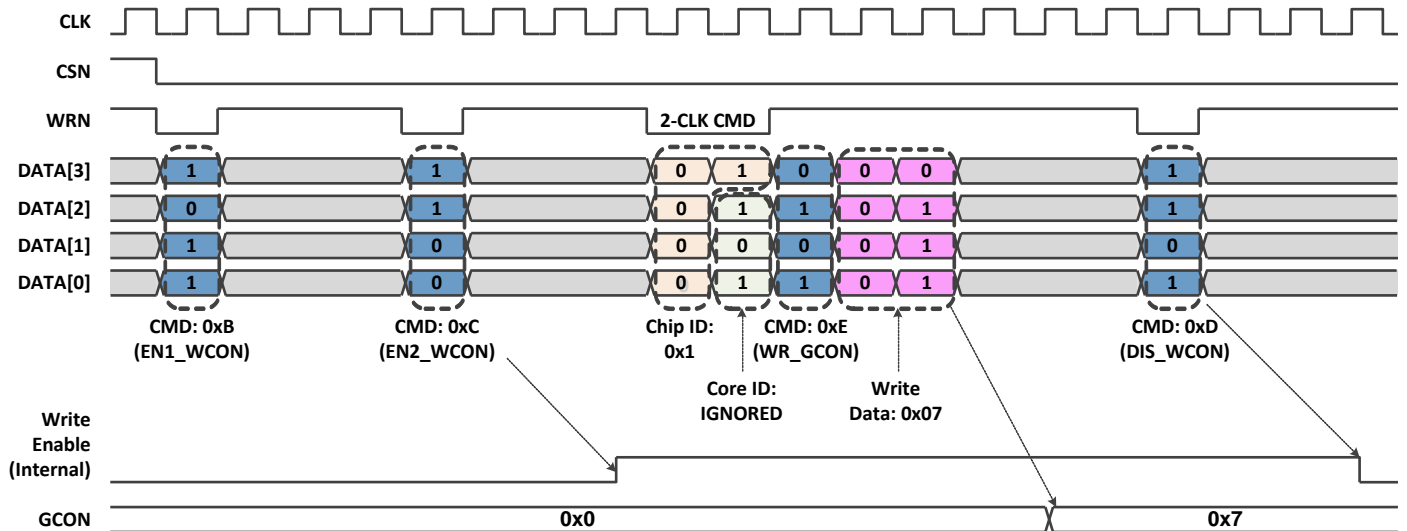 CLK
CSN
WRN 2-CLK CMD
DATA[3] 1 1 0 1 0 0 0 1
DATA[2] 0 1 0 1 1 0 1 1
DATA[1] 1 0 0 0 0 0 1 0
DATA[0] 1 0 0 1 1 0 1 1
CMD: 0xB CMD: 0xC Chip ID: CMD: 0xE CMD: 0xD
(EN1_WCON) (EN2_WCON) 0x1 (WR_GCON) (DIS_WCON)
Core ID: Write
IGNORED Data: 0x07
Write
Enable
(Internal)
GCON 0x0 0x7